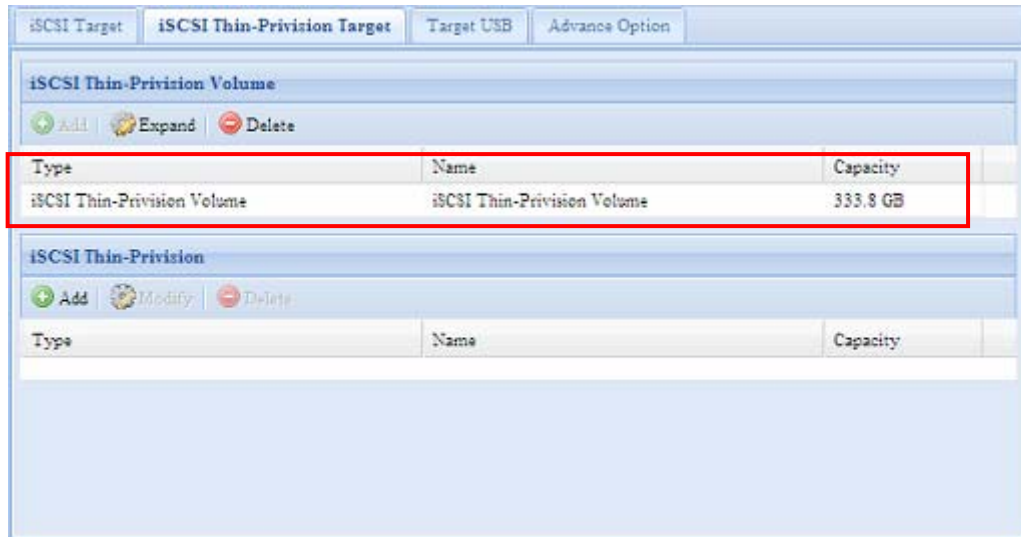 iSCSI Target iSCSI Thin-Privision Target Target USB Advance Option
iSCSI Thin-Privision Volume
Add Expand Delete
Type Name Capacity
iSCSI Thin-Privision Volume iSCSI Thin-Privision Volume 333.8 GB
iSCSI Thin-Privision
Add Modify Delete
Type Name Capacity